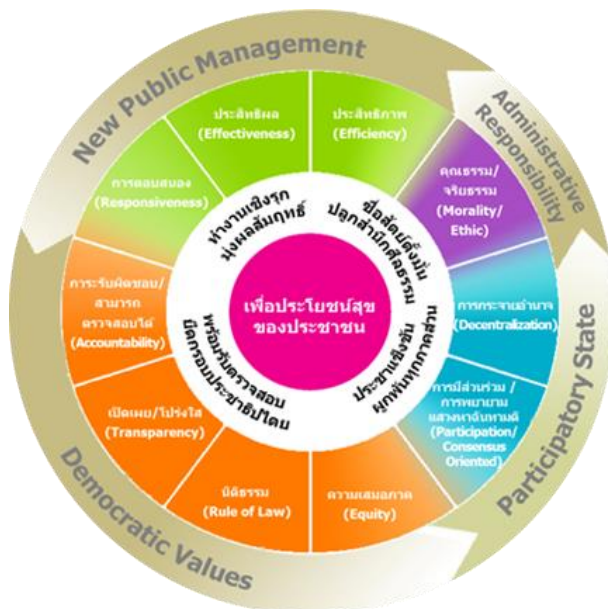 New Public Management
Administrative
Responsibility
Participatory State
Democratic Values
ประสิทธิผล
(Effectiveness)
ประสิทธิภาพ
(Efficiency)
คุณธรรม/
จริยธรรม
(Morality/
Ethic)
การกระจายอำนาจ
(Decentralization)
การมีส่วนร่วม /
การพยายาม
แสวงหาฉันทามติ
(Participation/
Consensus
Oriented)
ความเสมอภาค
(Equity)
นิติธรรม
(Rule of Law)
เปิดเผย/โปร่งใส
(Transparency)
การะรับผิดชอบ/
สามารถ
ตรวจสอบได้
(Accountability)
การตอบสนอง
(Responsiveness)
ทำงานเชิงรุก
มุ่งผลสัมฤทธิ์
ซื่อสัตย์ตั้งมั่น
ปลูกสำนึกศีลธรรม
ประชาเชิงชัน
ผูกพันทุกภาคส่วน
พร้อมรับตรวจสอบ
ยึดกรอบประชาธิปไตย
เพื่อประโยชน์สุข
ของประชาชน